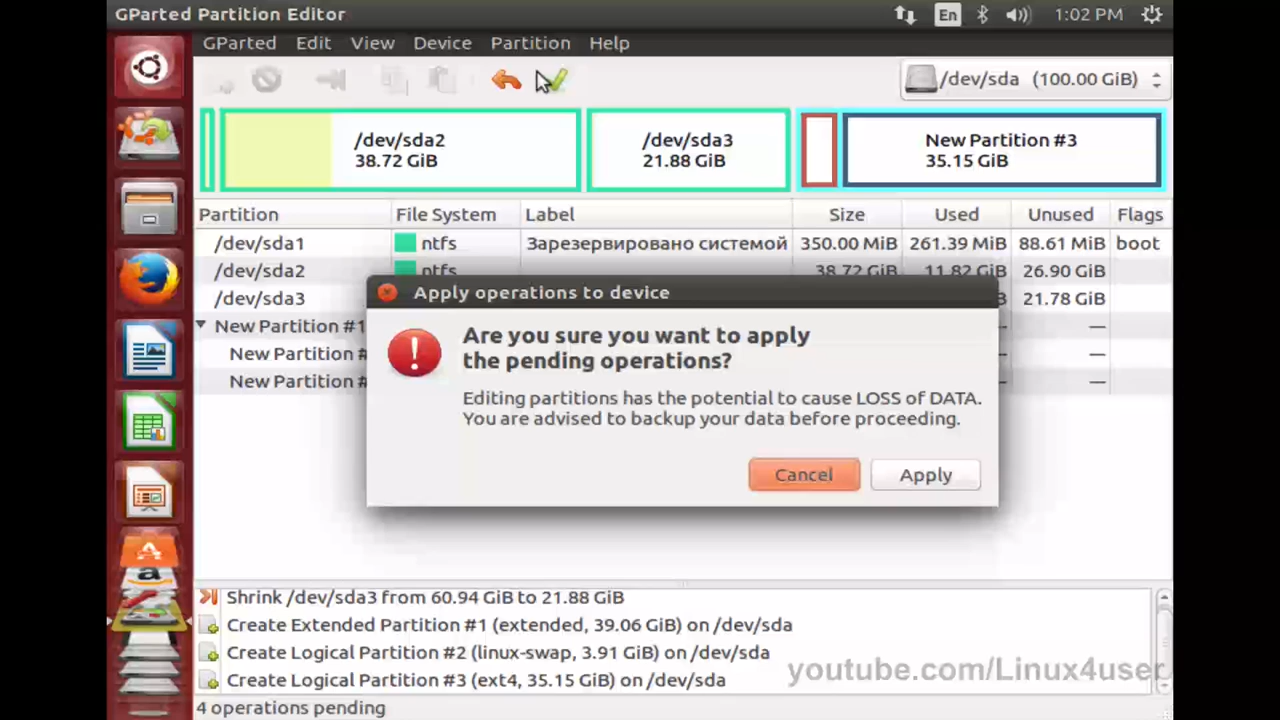 GParted Partition Editor
En
1:02 PM
GParted Edit View Device Partition Help
/dev/sda (100.00 GiB)
/dev/sda2
38.72 GiB
/dev/sda3
21.88 GiB
New Partition #3
35.15 GiB
Partition File System Label Size Used Unused Flags
/dev/sda1 ntfs Зарезервировано системой 350.00 MiB 261.39 MiB 88.61 MiB boot
/dev/sda2 ntfs 38.72 GiB 11.82 GiB 26.90 GiB
/dev/sda3 21.78 GiB
New Partition #1 — —
New Partition # — —
New Partition # — —
Apply operations to device
Are you sure you want to apply
the pending operations?
Editing partitions has the potential to cause LOSS of DATA.
You are advised to backup your data before proceeding.
Cancel Apply
Shrink /dev/sda3 from 60.94 GiB to 21.88 GiB
Create Extended Partition #1 (extended, 39.06 GiB) on /dev/sda
Create Logical Partition #2 (linux-swap, 3.91 GiB) on /dev/sda
Create Logical Partition #3 (ext4, 35.15 GiB) on /dev/sda
youtube.com/Linux4user
4 operations pending